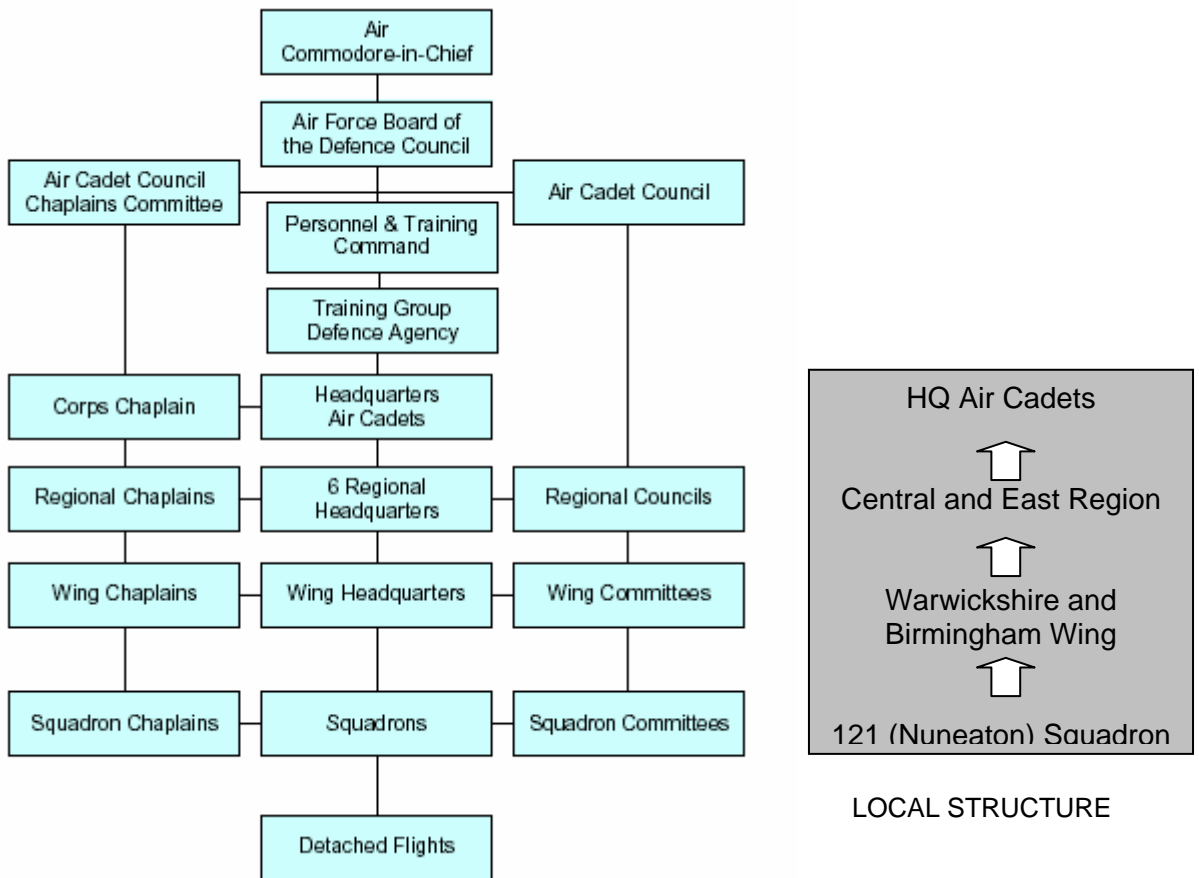 Air
Commodore-in-Chief
Air Force Board of
the Defence Council
Air Cadet Council
Chaplains Committee
Air Cadet Council
Personnel & Training
Command
Training Group
Defence Agency
Corps Chaplain
Headquarters
Air Cadets
Regional Chaplains
6 Regional
Headquarters
Regional Councils
Wing Chaplains
Wing Headquarters
Wing Committees
Squadron Chaplains
Squadrons
Squadron Committees
Detached Flights
HQ Air Cadets
Central and East Region
Warwickshire and
Birmingham Wing
121 (Nuneaton) Squadron
LOCAL STRUCTURE